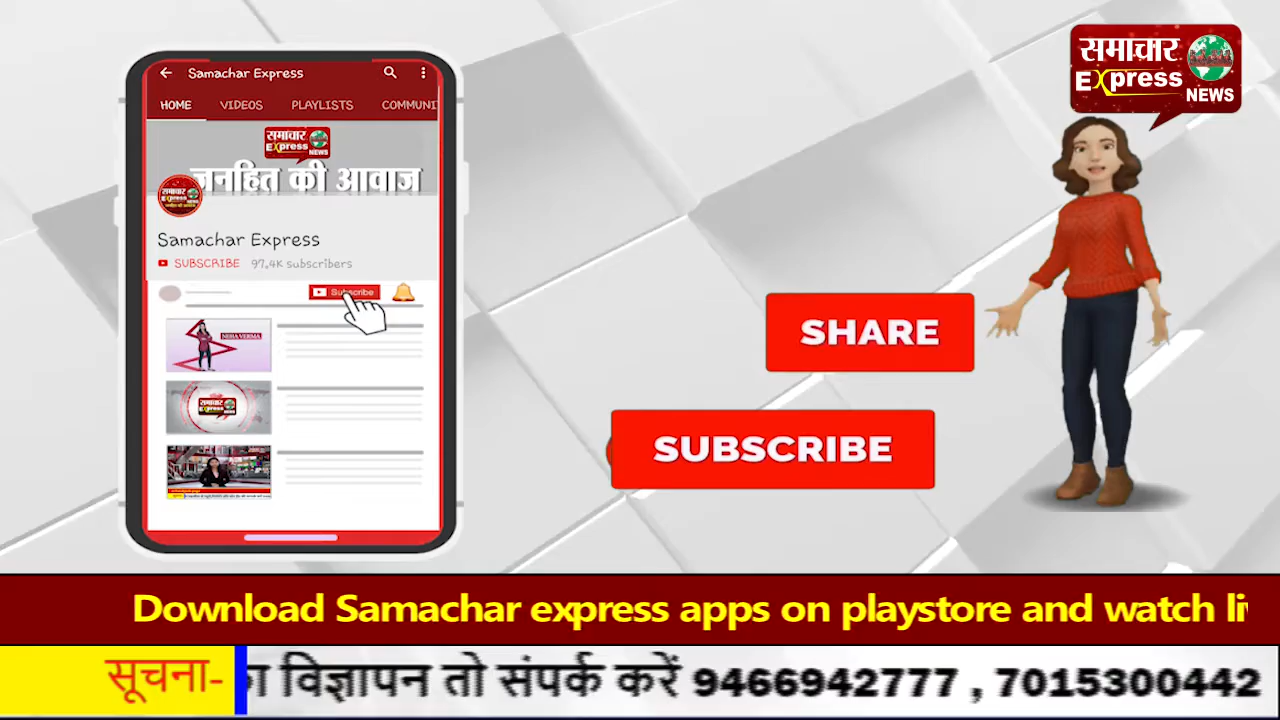 समाचार
Express
NEWS
Samachar Express
HOME VIDEOS PLAYLISTS COMMUNI
समाचार
Express
NEWS
जनहित की आवाज
Samachar Express
SUBSCRIBE 97.4K subscribers
Subscribe
SHARE
SUBSCRIBE
Download Samachar express apps on playstore and watch li
सूचना- का विज्ञापन तो संपर्क करें 9466942777 , 7015300442